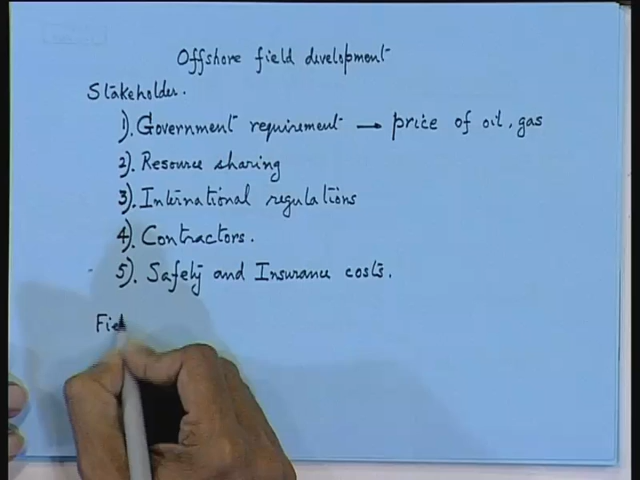 Offshore field development
Stakeholder.
1). Government requirement → price of oil, gas
2). Resource sharing
3). International regulations
4). Contractors.
5). Safety and Insurance costs.
Fie